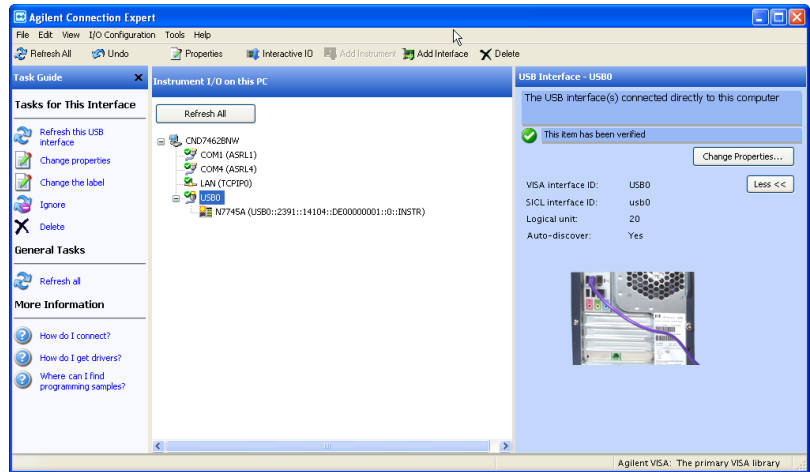 Agilent Connection Expert
File Edit View I/O Configuration Tools Help
Refresh All Undo Properties Interactive IO Add Instrument Add Interface Delete
Task Guide
Tasks for This Interface
Refresh this USB
interface
Change properties
Change the label
Ignore
Delete
General Tasks
Refresh all
More Information
How do I connect?
How do I get drivers?
Where can I find
programming samples?
Instrument I/O on this PC
Refresh All
CND7462BNW
COM1 (ASRL1)
COM4 (ASRL4)
LAN (TCPIP0)
USB0
N7745A (USB0::2391::14104::DE00000001::0::INSTR)
USB Interface - USB0
The USB interface(s) connected directly to this computer
This item has been verified
Change Properties...
Less <<
VISA interface ID: USB0
SICL interface ID: usb0
Logical unit: 20
Auto-discover: Yes
Agilent VISA: The primary VISA library